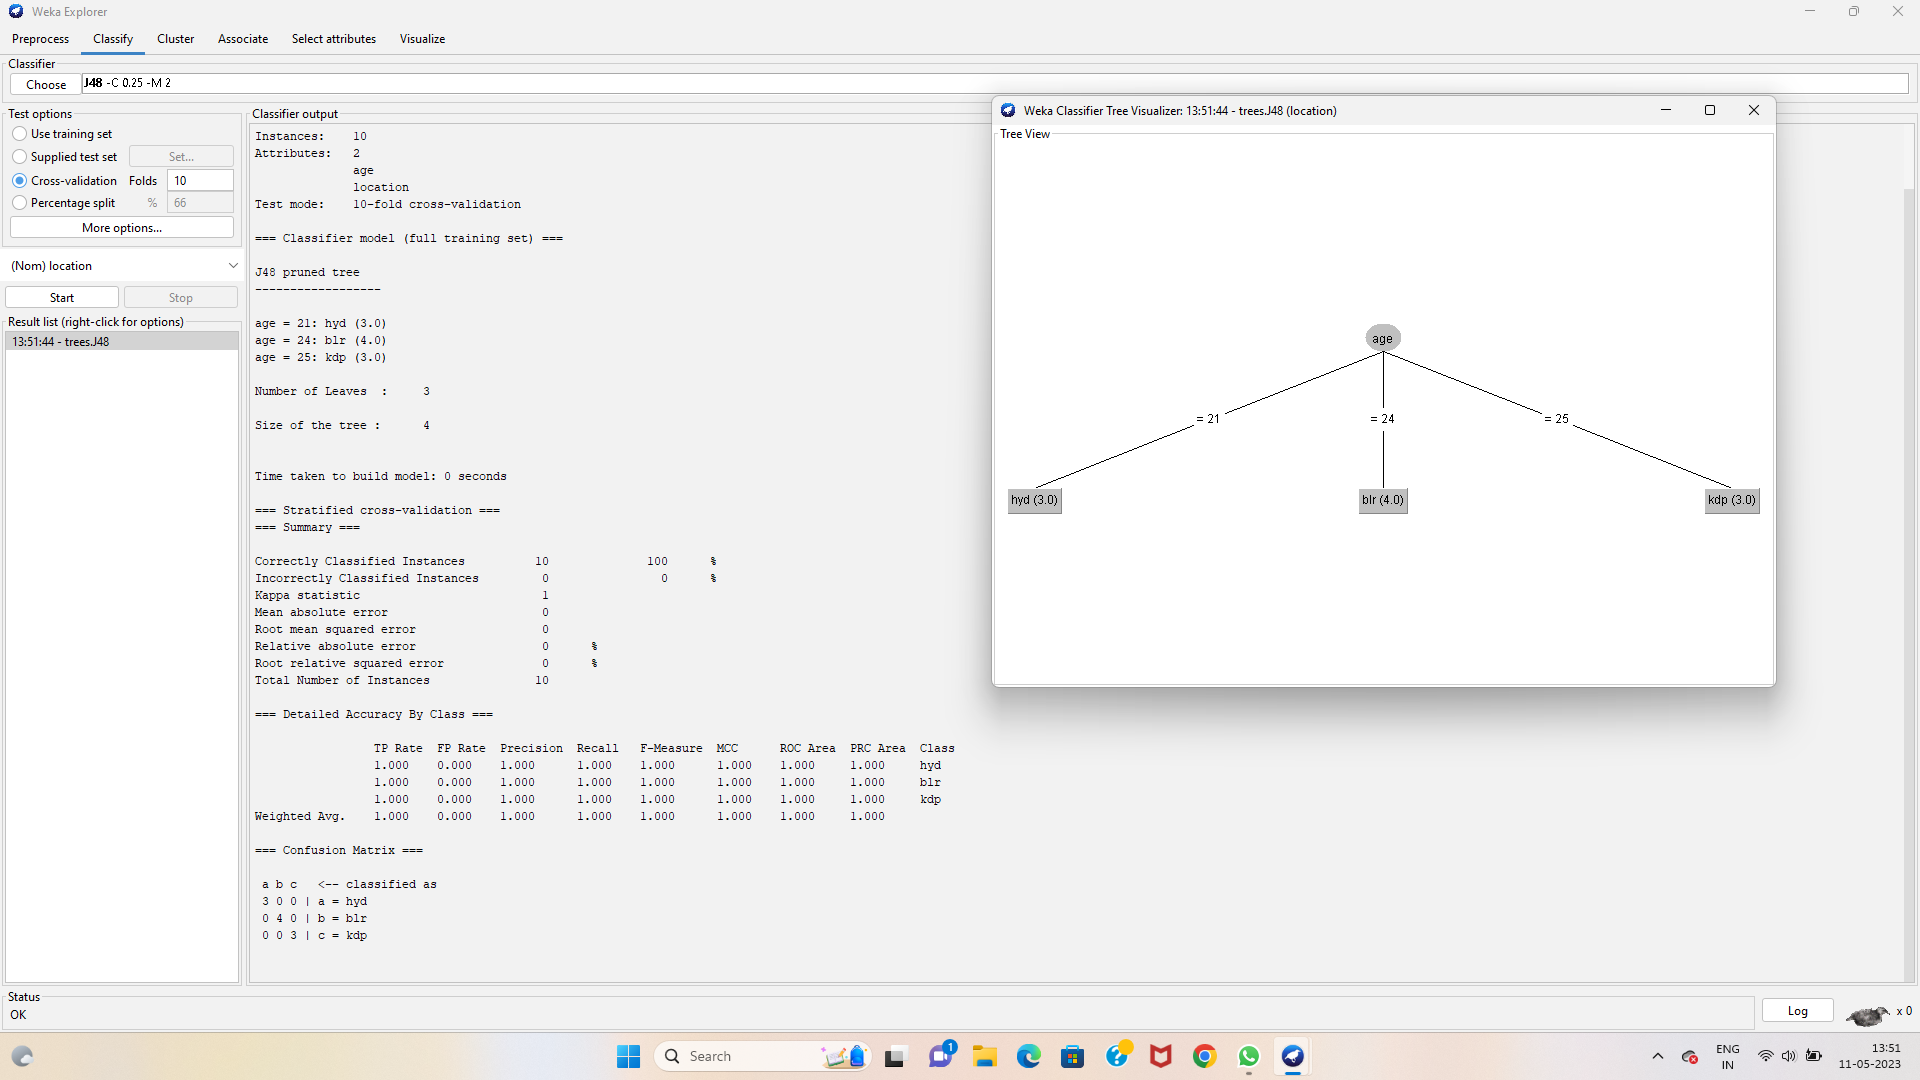 Weka Explorer
Preprocess Classify Cluster Associate Select attributes Visualize
Classifier
Choose J48 -C 0.25 -M 2
Test options
Use training set
Supplied test set Set...
Cross-validation Folds 10
Percentage split % 66
More options...
(Nom) location
Start Stop
Result list (right-click for options)
13:51:44 - trees.J48
Classifier output
Instances: 10
Attributes: 2
age
location
Test mode: 10-fold cross-validation
=== Classifier model (full training set) ===
J48 pruned tree
------------------
age = 21: hyd (3.0)
age = 24: blr (4.0)
age = 25: kdp (3.0)
Number of Leaves : 3
Size of the tree : 4
Time taken to build model: 0 seconds
=== Stratified cross-validation ===
=== Summary ===
Correctly Classified Instances 10 100 %
Incorrectly Classified Instances 0 0 %
Kappa statistic 1
Mean absolute error 0
Root mean squared error 0
Relative absolute error 0 %
Root relative squared error 0 %
Total Number of Instances 10
=== Detailed Accuracy By Class ===
TP Rate FP Rate Precision Recall F-Measure MCC ROC Area PRC Area Class
1.000 0.000 1.000 1.000 1.000 1.000 1.000 1.000 hyd
1.000 0.000 1.000 1.000 1.000 1.000 1.000 1.000 blr
1.000 0.000 1.000 1.000 1.000 1.000 1.000 1.000 kdp
Weighted Avg. 1.000 0.000 1.000 1.000 1.000 1.000 1.000 1.000
=== Confusion Matrix ===
a b c <-- classified as
3 0 0 | a = hyd
0 4 0 | b = blr
0 0 3 | c = kdp
Weka Classifier Tree Visualizer: 13:51:44 - trees.J48 (location)
Tree View
age
= 21 = 24 = 25
hyd (3.0) blr (4.0) kdp (3.0)
Status
OK
Log x 0
Search
1
ENG
IN
13:51
11-05-2023